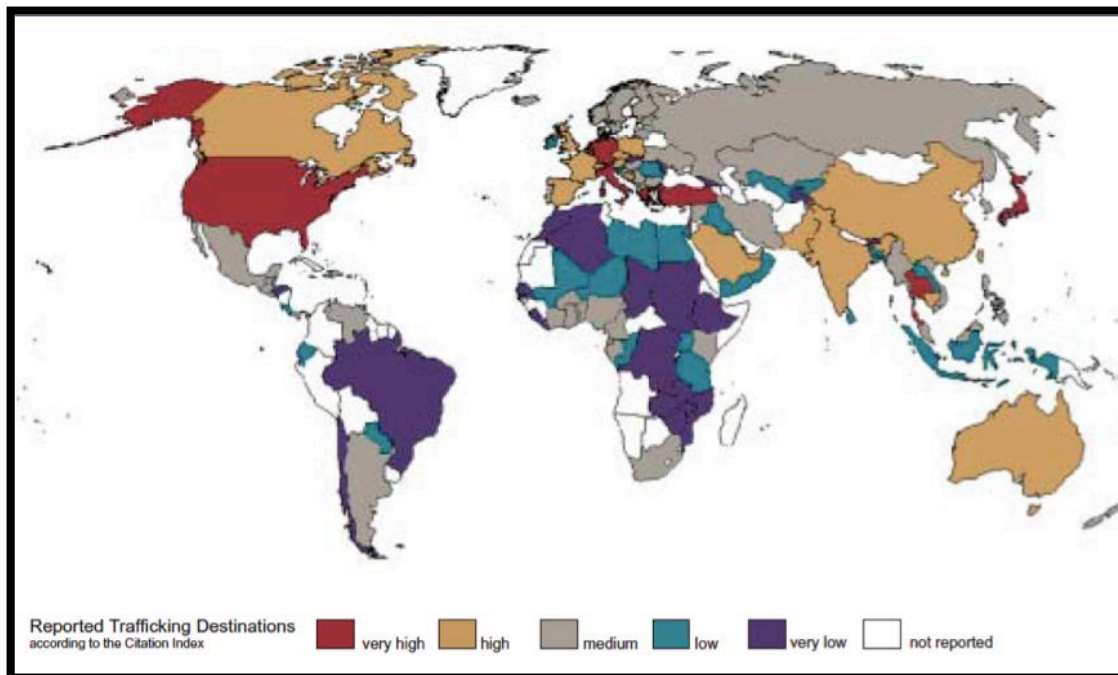 Reported Trafficking Destinations
according to the Citation Index
very high
high
medium
low
very low
not reported